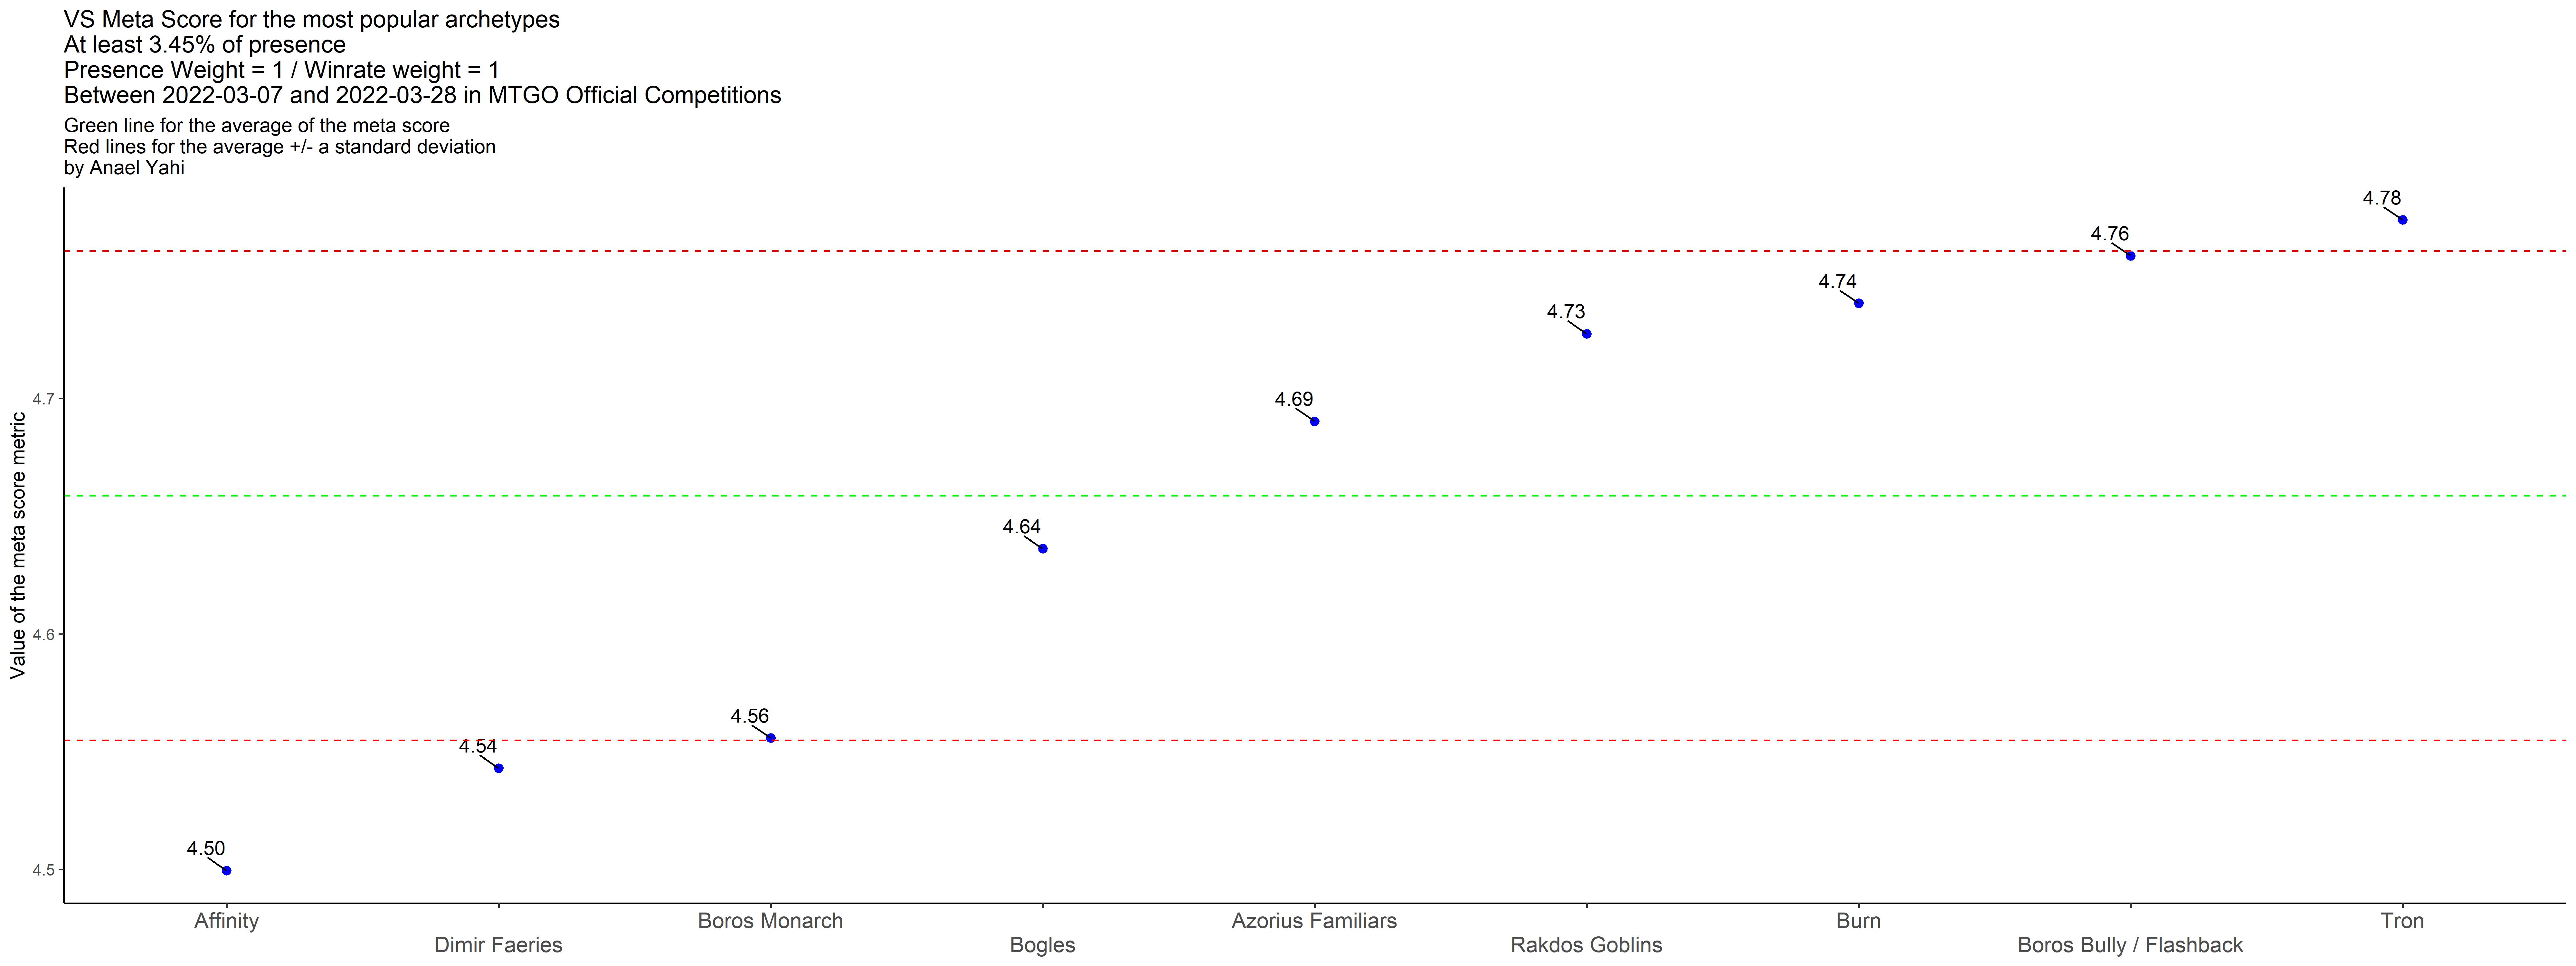 VS Meta Score for the most popular archetypes
At least 3.45% of presence
Presence Weight = 1 / Winrate weight = 1
Between 2022-03-07 and 2022-03-28 in MTGO Official Competitions
Green line for the average of the meta score
Red lines for the average +/- a standard deviation
by Anael Yahi
Value of the meta score metric
4.7
4.6
4.5
4.50
4.54
4.56
4.64
4.69
4.73
4.74
4.76
4.78
Affinity
Dimir Faeries
Boros Monarch
Bogles
Azorius Familiars
Rakdos Goblins
Burn
Boros Bully / Flashback
Tron